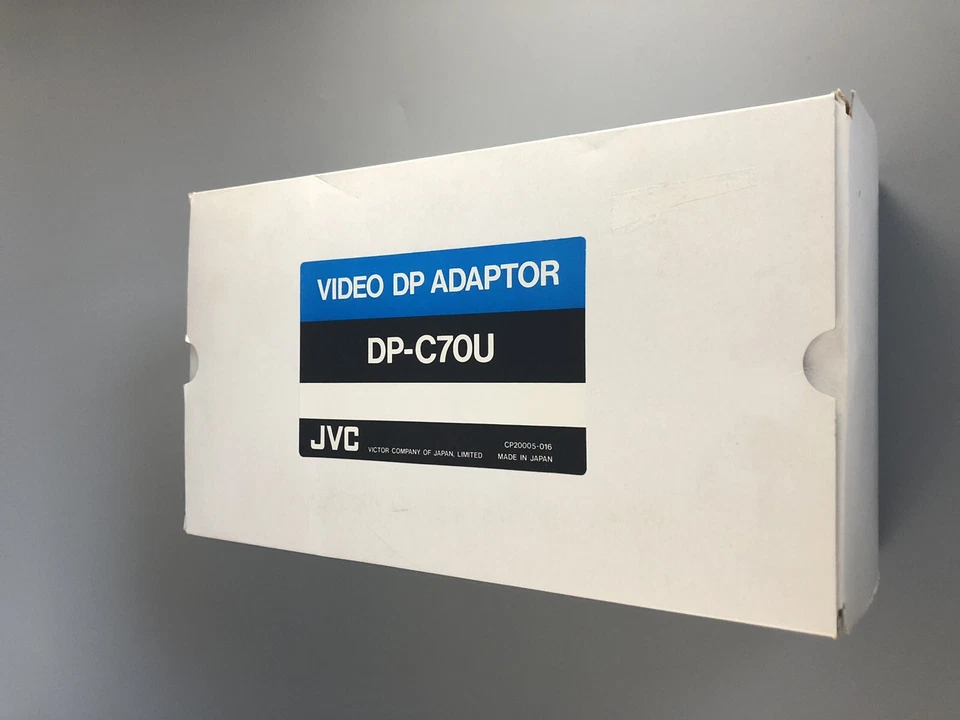 VIDEO DP ADAPTOR
DP-C70U
JVC VICTOR COMPANY OF JAPAN, LIMITED
CP20005-016
MADE IN JAPAN